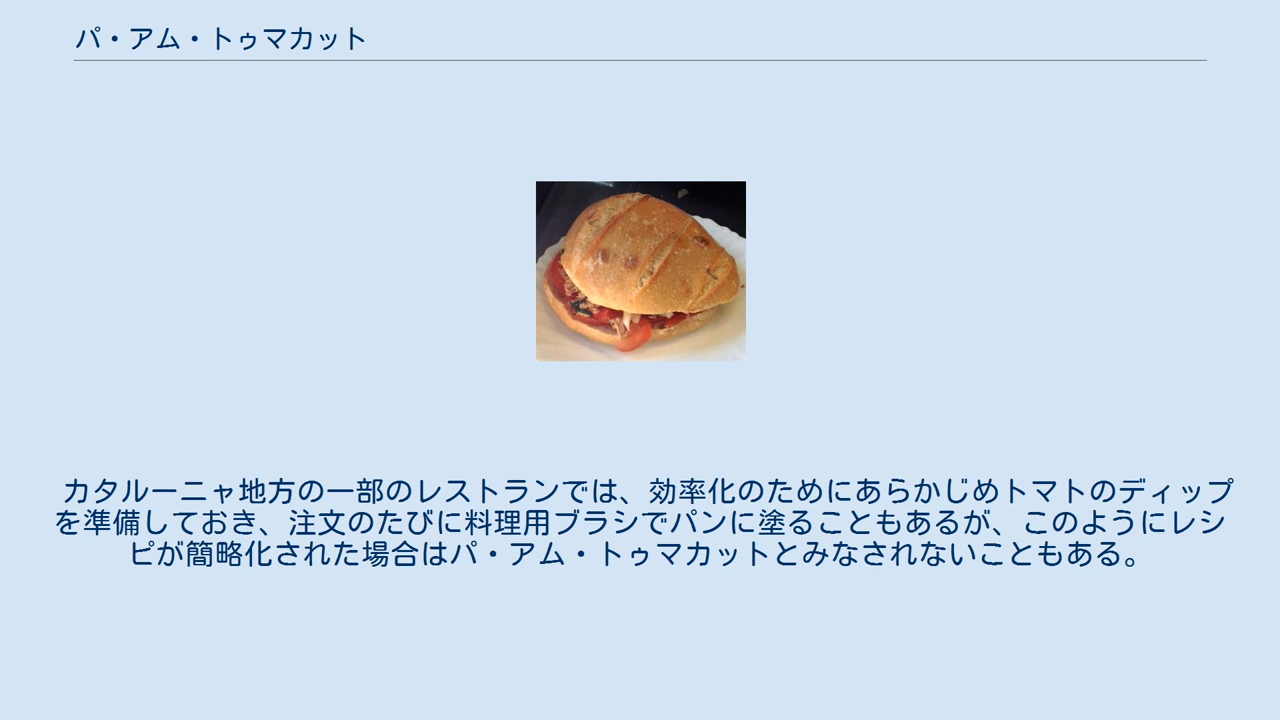 パ・アム・トゥマカット
カタルーニャ地方の一部のレストランでは、効率化のためにあらかじめトマトのディップ
を準備しておき、注文のたびに料理用ブラシでパンに塗ることもあるが、このようにレシ
ピが簡略化された場合はパ・アム・トゥマカットとみなされないこともある。